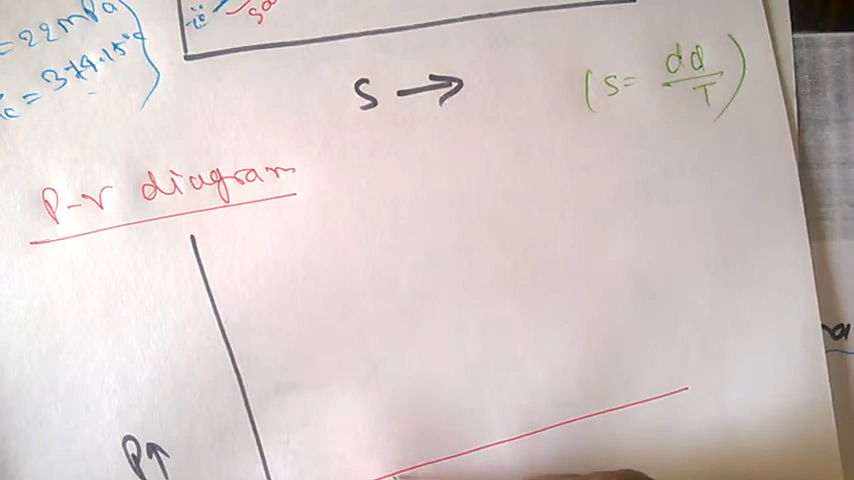 = 22 mPa
c = 374.15°c
S →
(S = dQ/T)
P-v diagram
P↑